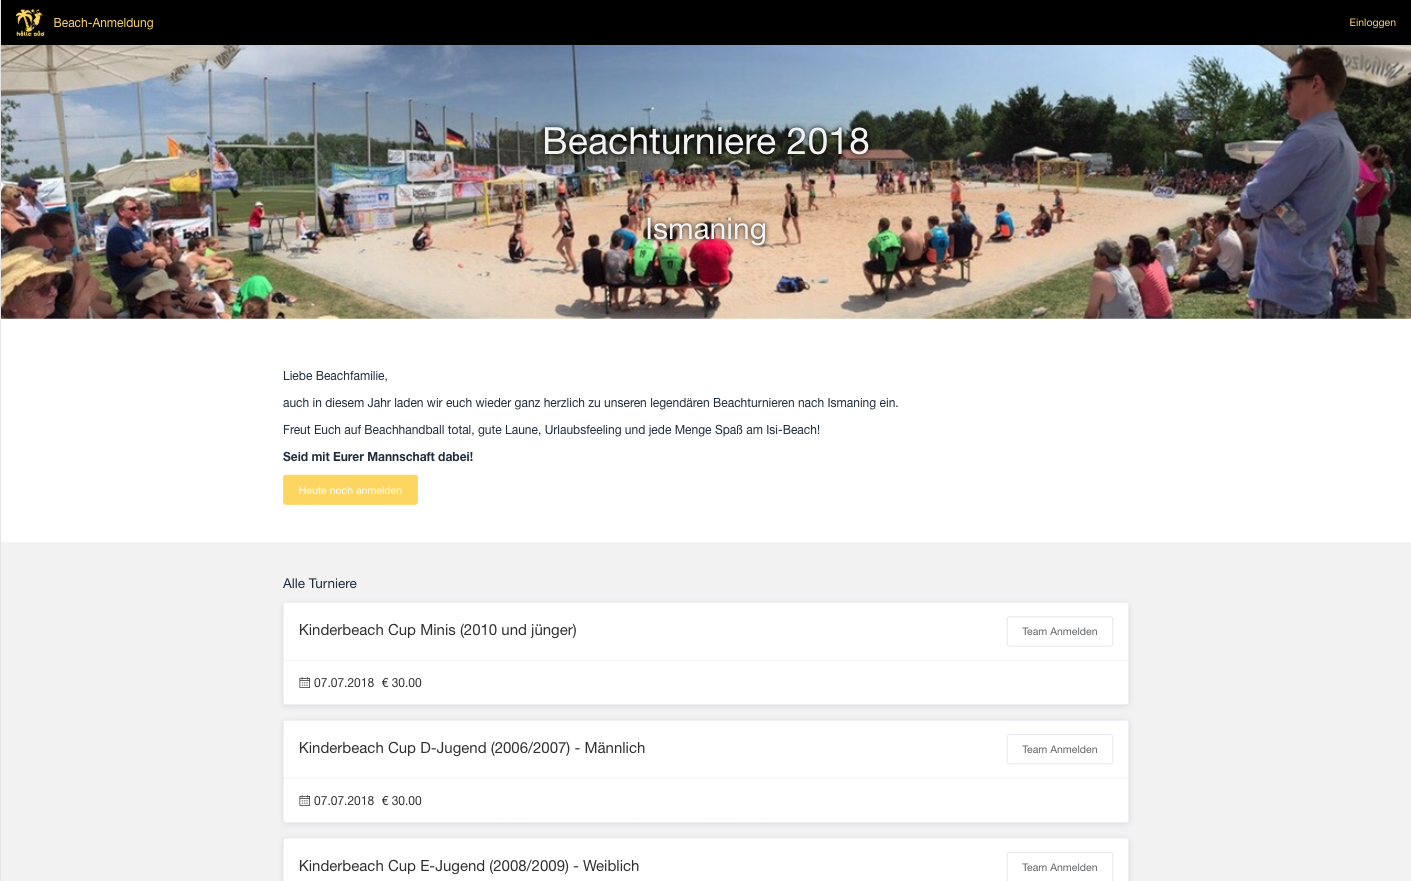 hölle süd
Beach-Anmeldung
Einloggen
Beachturniere 2018
Ismaning
Liebe Beachfamilie,
auch in diesem Jahr laden wir euch wieder ganz herzlich zu unseren legendären Beachturnieren nach Ismaning ein.
Freut Euch auf Beachhandball total, gute Laune, Urlaubsfeeling und jede Menge Spaß am Isi-Beach!
Seid mit Eurer Mannschaft dabei!
Heute noch anmelden
Alle Turniere
Kinderbeach Cup Minis (2010 und jünger)
Team Anmelden
07.07.2018 € 30.00
Kinderbeach Cup D-Jugend (2006/2007) - Männlich
Team Anmelden
07.07.2018 € 30.00
Kinderbeach Cup E-Jugend (2008/2009) - Weiblich
Team Anmelden